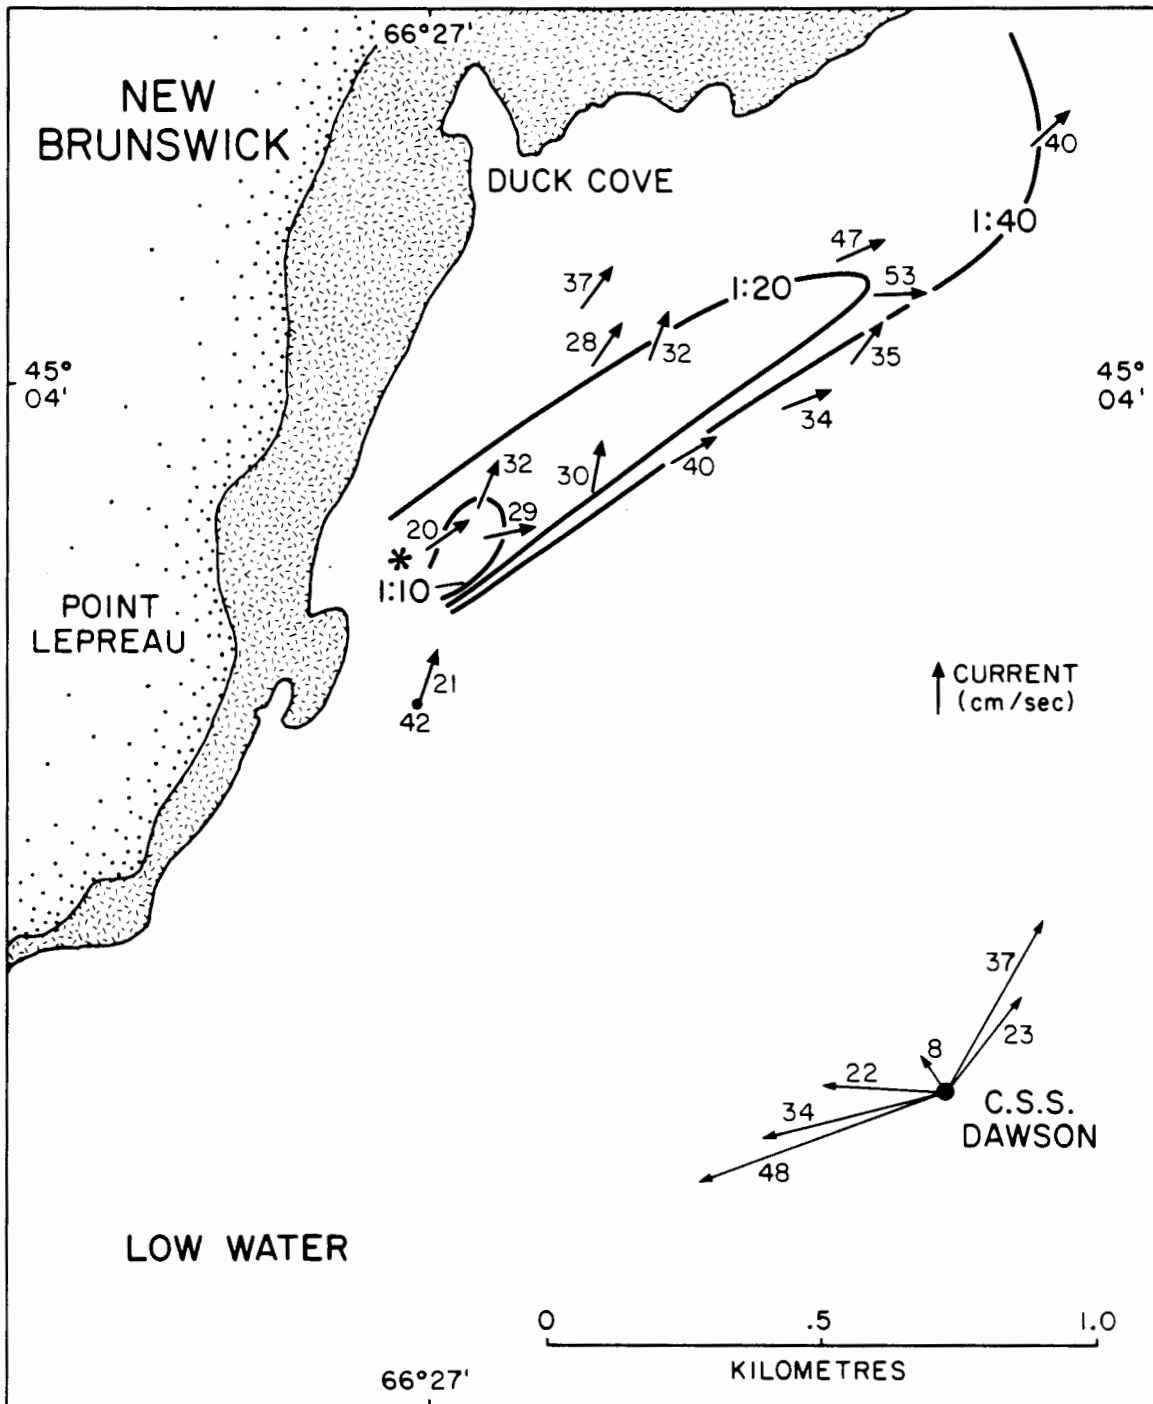 66°27'
NEW
BRUNSWICK
40
DUCK COVE
1:40
47
37
1:20
53
28
32
35
45°
04'
45°
04'
34
32
40
30
29
20
1:10
POINT
LEPREAU
21
42
CURRENT
(cm/sec)
37
23
8
22
34
C.S.S.
DAWSON
48
LOW WATER
0 .5 1.0
KILOMETRES
66°27'